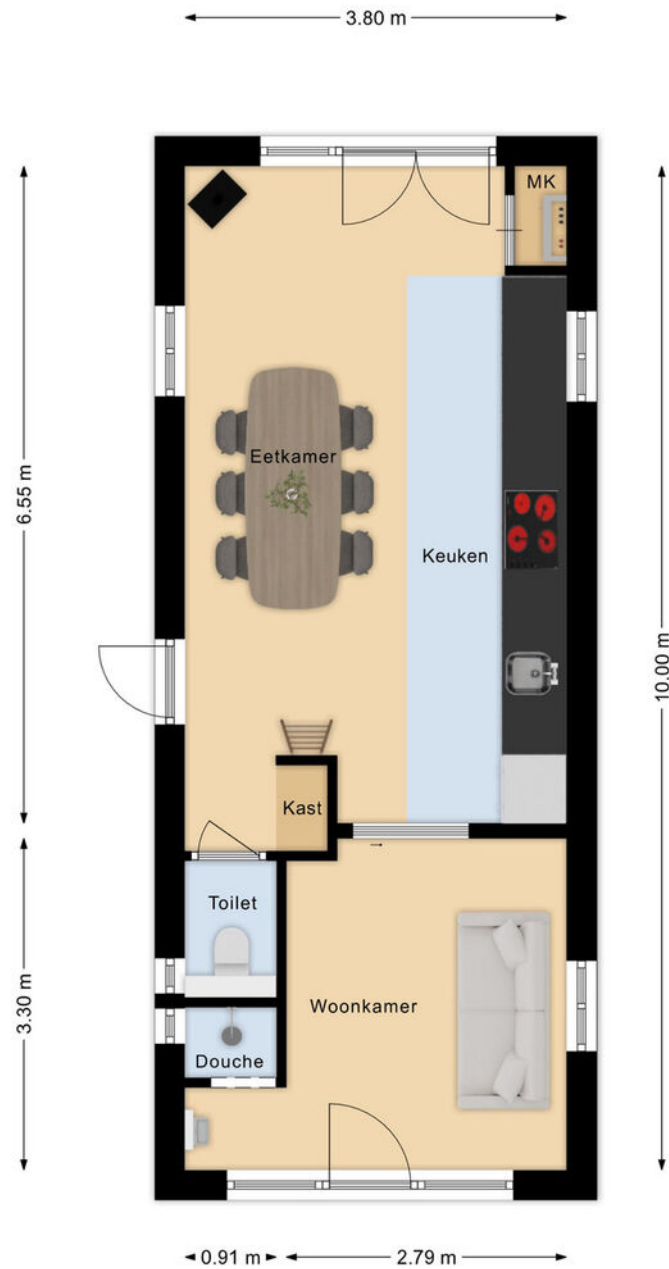 3.80 m
MK
Eetkamer
6.55 m
Keuken
10.00 m
Kast
Toilet
3.30 m
Woonkamer
Douche
0.91 m
2.79 m